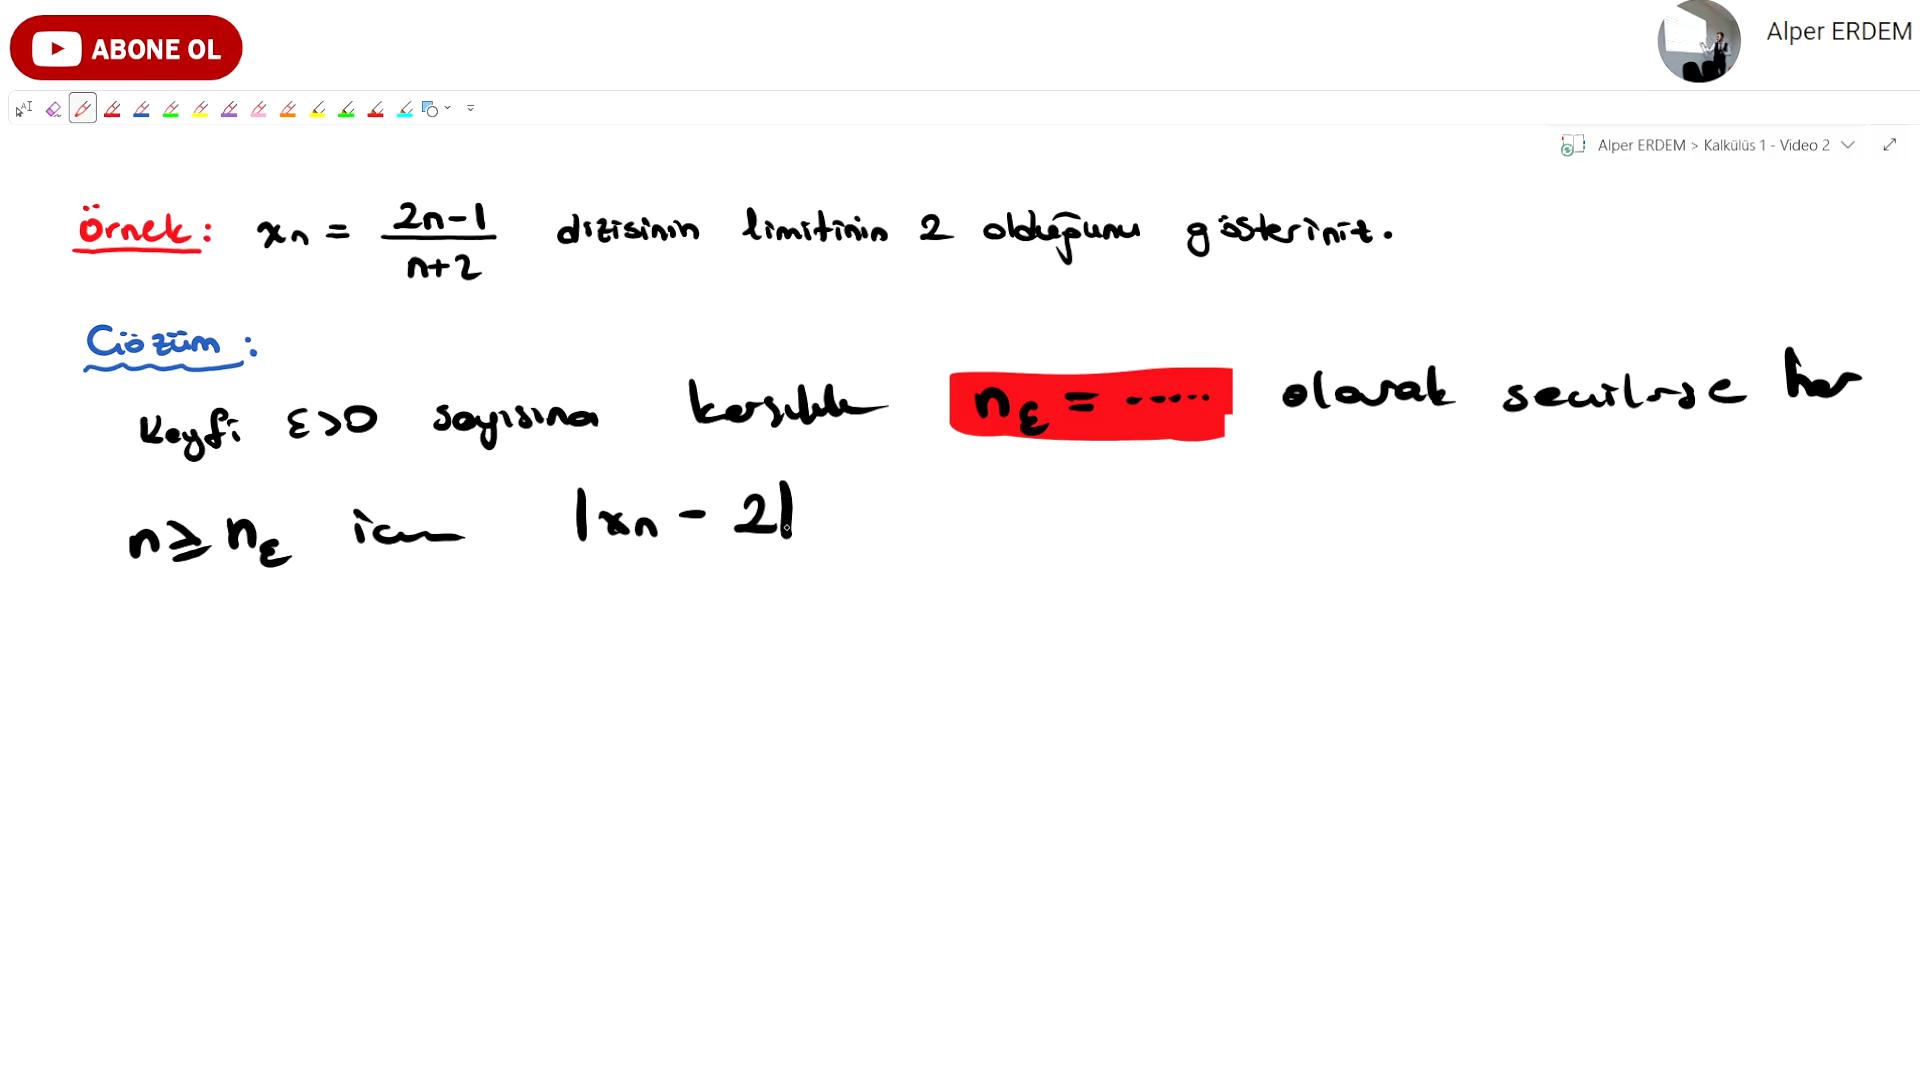 ABONE OL
Alper ERDEM
Alper ERDEM > Kalkülüs 1 - Video 2
Örnek: xn = (2n-1)/(n+2) dizisinin limitinin 2 olduğunu gösteriniz.
Çözüm:
Keyfi ε>0 sayısına karşılık nε = ..... olarak seçilirse her
n ≥ nε için |xn - 2|